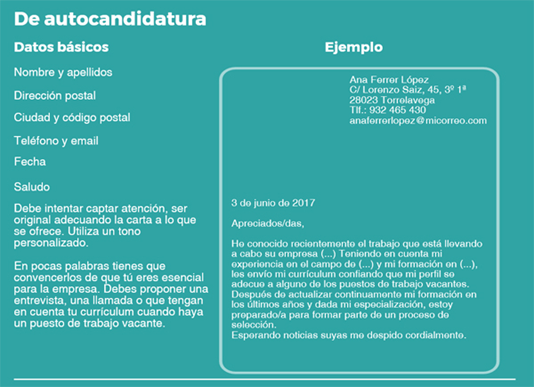 De autocandidatura
Datos básicos
Nombre y apellidos
Dirección postal
Ciudad y código postal
Teléfono y email
Fecha
Saludo
Debe intentar captar atención, ser
original adecuando la carta a lo que
se ofrece. Utiliza un tono
personalizado.
En pocas palabras tienes que
convencerlos de que tú eres esencial
para la empresa. Debes proponer una
entrevista, una llamada o que tengan
en cuenta tu currículum cuando haya
un puesto de trabajo vacante.
Ejemplo
Ana Ferrer López
C/ Lorenzo Saiz, 45, 3º 1ª
28023 Torrelavega
Tlf.: 932 465 430
anaferrerlopez@micorreo.com
3 de junio de 2017
Apreciados/das,
He conocido recientemente el trabajo que está llevando
a cabo su empresa (...) Teniendo en cuenta mi
experiencia en el campo de (...) y mi formación en (...),
les envío mi currículum confiando que mi perfil se
adecue a alguno de los puestos de trabajo vacantes.
Después de actualizar continuamente mi formación en
los últimos años y dada mi especialización, estoy
preparado/a para formar parte de un proceso de
selección.
Esperando noticias suyas me despido cordialmente.